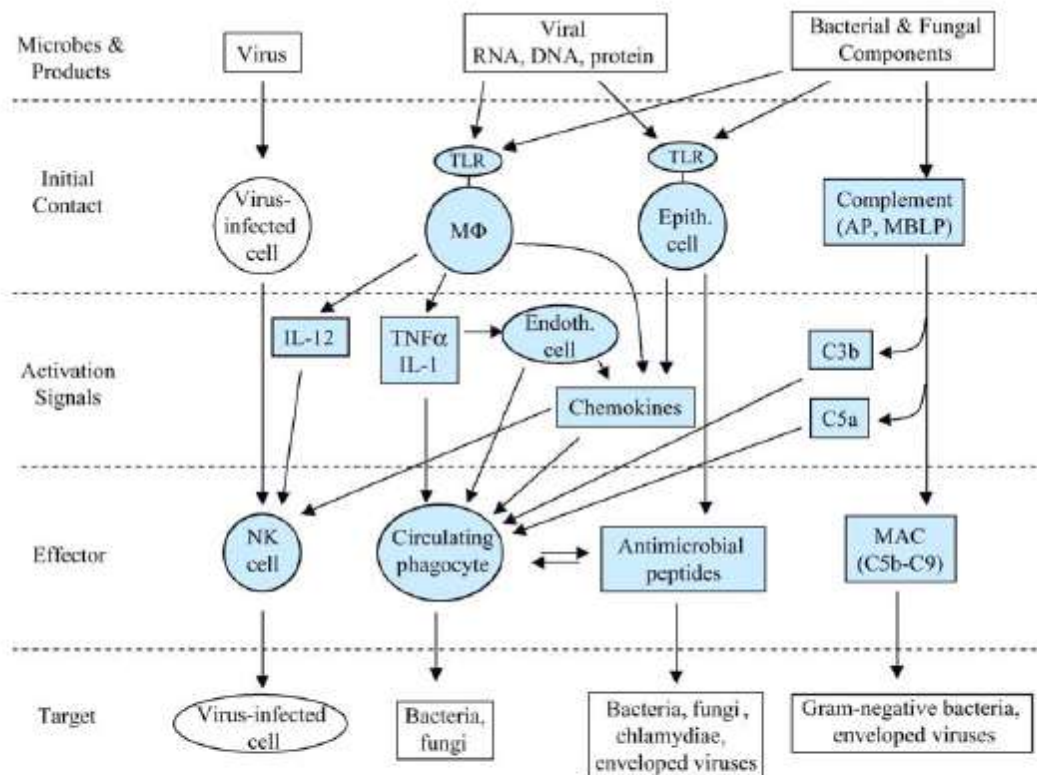 Microbes &
Products
Virus
Viral
RNA, DNA, protein
Bacterial & Fungal
Components
Initial
Contact
Virus-
infected
cell
TLR
MΦ
TLR
Epith.
cell
Complement
(AP, MBLP)
Activation
Signals
IL-12
TNFα
IL-1
Endoth.
cell
Chemokines
C3b
C5a
Effector
NK
cell
Circulating
phagocyte
Antimicrobial
peptides
MAC
(C5b-C9)
Target
Virus-infected
cell
Bacteria,
fungi
Bacteria, fungi ,
chlamydiae,
enveloped viruses
Gram-negative bacteria,
enveloped viruses